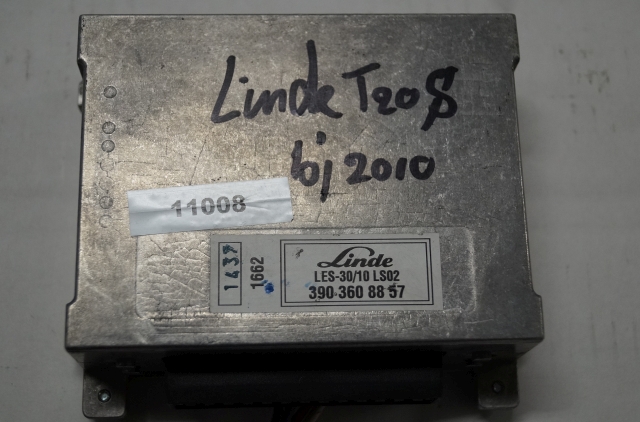 Linde T20S
bj 2010
11008
1437
1662
Linde
LES-30/10 LS02
390 360 88 57